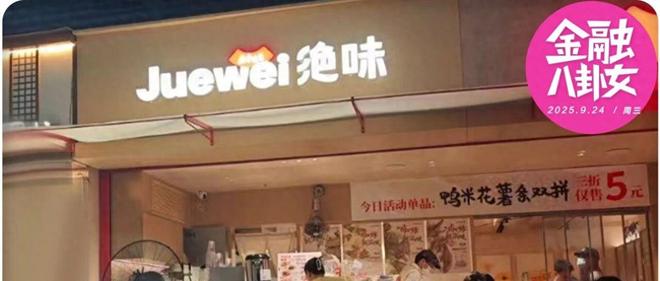 金融
八卦女
2025.9.24 / 周三
Juewei 绝味
今日活动单品: 鸭米花薯条双拼 三折 仅售5元